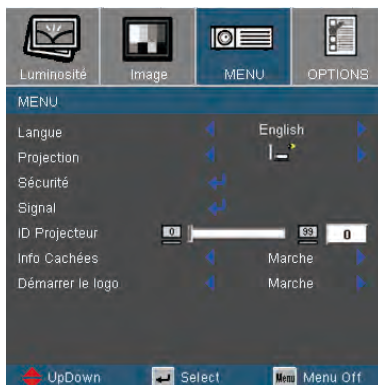 Luminosité Image MENU OPTIONS
MENU
Langue English
Projection
Sécurité
Signal
ID Projecteur 0 99 0
Info Cachées Marche
Démarrer le logo Marche
UpDown Select Menu Menu Off